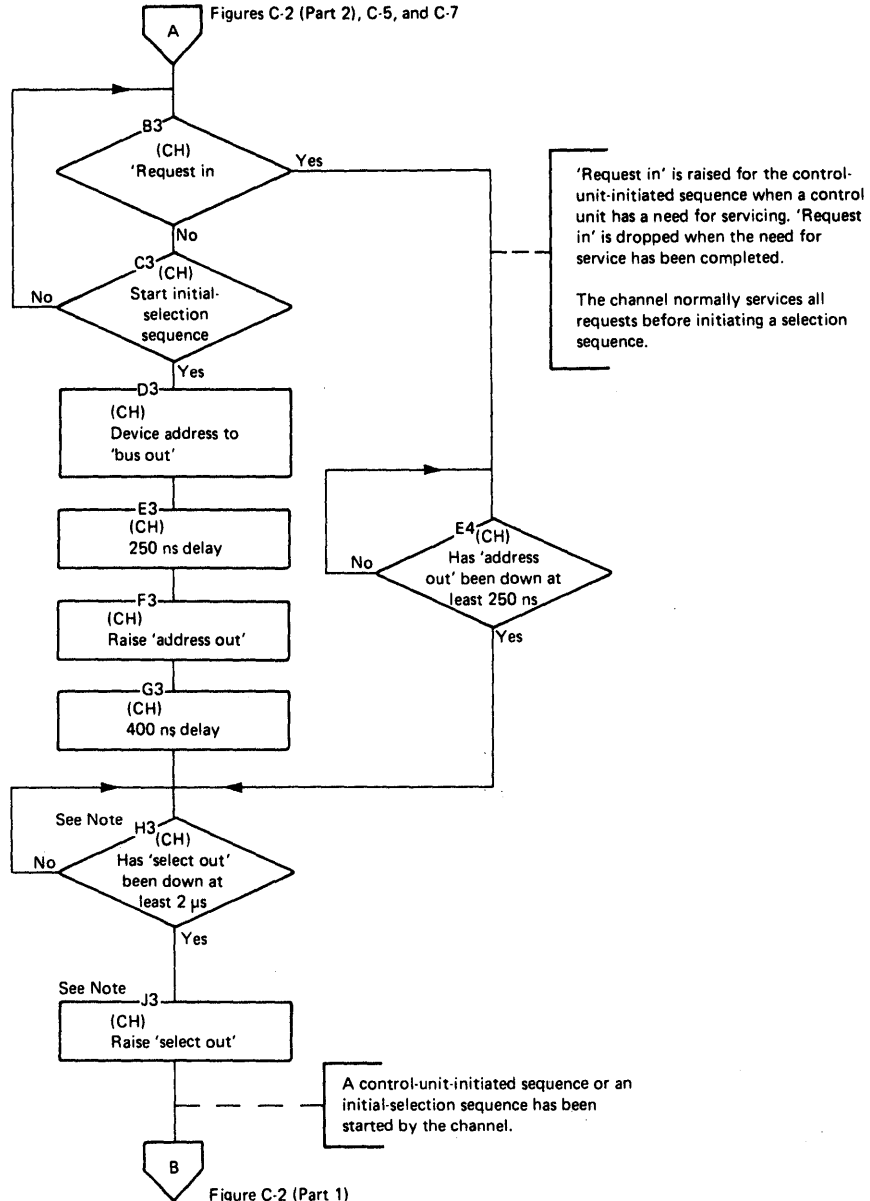 A
Figures C-2 (Part 2), C-5, and C-7
B3
(CH)
'Request in
Yes
No
C3
(CH)
Start initial-
selection
sequence
No
Yes
'Request in' is raised for the control-
unit-initiated sequence when a control
unit has a need for servicing. 'Request
in' is dropped when the need for
service has been completed.
The channel normally services all
requests before initiating a selection
sequence.
D3
(CH)
Device address to
'bus out'
E3
(CH)
250 ns delay
F3
(CH)
Raise 'address out'
G3
(CH)
400 ns delay
E4
(CH)
Has 'address
out' been down at
least 250 ns
No
Yes
See Note
H3
(CH)
Has 'select out'
been down at
least 2 μs
No
Yes
See Note
J3
(CH)
Raise 'select out'
A control-unit-initiated sequence or an
initial-selection sequence has been
started by the channel.
B
Figure C-2 (Part 1)